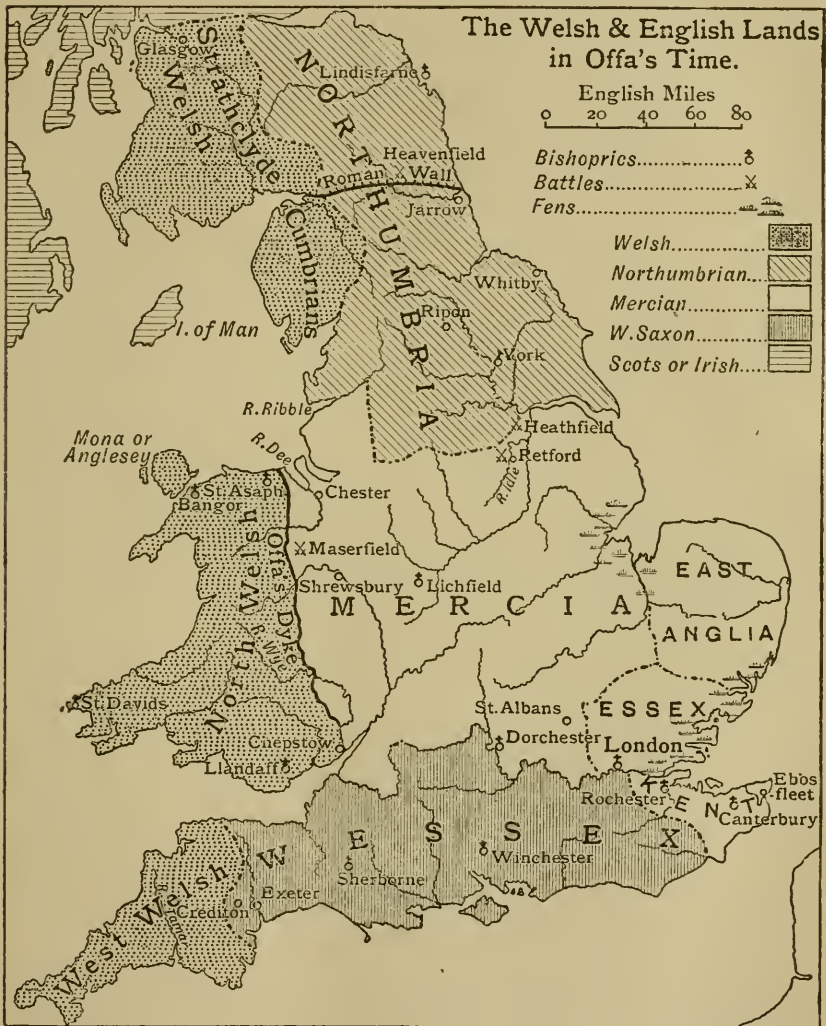 The Welsh & English Lands
in Offa's Time.
English Miles
0 20 40 60 80
Bishoprics
Battles
Fens
Welsh
Northumbrian
Mercian
W. Saxon
Scots or Irish
Glasgow
Strathclyde
Welsh
Lindisfarne
NORTHUMBRIA
Heavenfield
Roman Wall
Jarrow
Cumbrians
Whitby
Ripon
York
I. of Man
R. Ribble
Heathfield
Retford
R. Idle
Mona or
Anglesey
R. Dee
St. Asaph
Bangor
Chester
Offa's Dyke
North Welsh
R. Wye
Maserfield
Shrewsbury
Lichfield
MERCIA
EAST
ANGLIA
St. Davids
Chepstow
Llandaff
St. Albans
ESSEX
Dorchester
London
Rochester
KENT
Ebbs
fleet
Canterbury
WESSEX
Winchester
Sherborne
Exeter
Crediton
R. Tamar
West Welsh